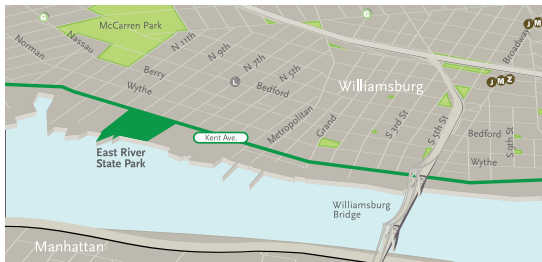 G
G
McCarren Park
Norman
Nassau
N 11th
N 9th
N 7th
N 5th
Berry
Wythe
L
Bedford
Broadway
J M
J M Z
Williamsburg
Metropolitan
Grand
S 3rd St
S 5th St
Bedford
S 9th St
Wythe
Kent Ave.
East River
State Park
Williamsburg
Bridge
Manhattan